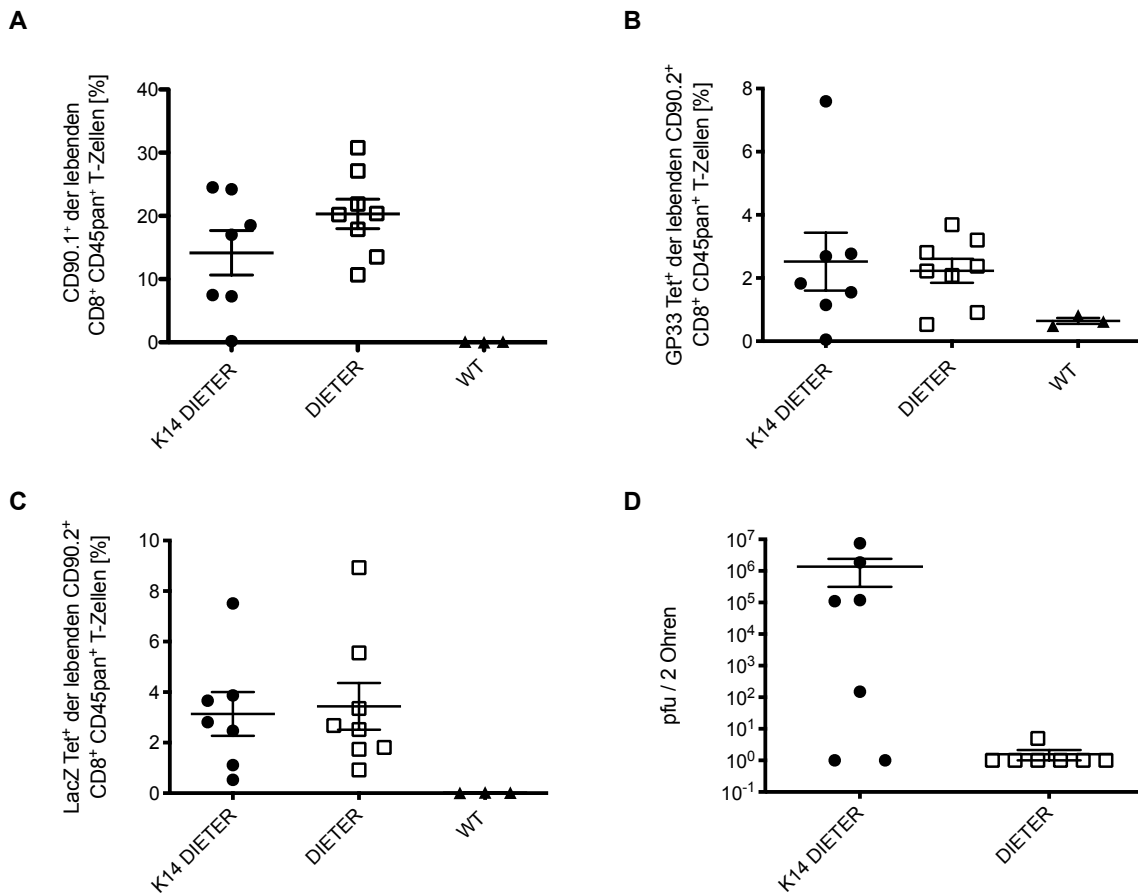 A
CD90.1⁺ der lebenden
CD8⁺ CD45pan⁺ T-Zellen [%]
40
30
20
10
0
K14 DIETER
DIETER
WT
B
GP33 Tet⁺ der lebenden CD90.2⁺
CD8⁺ CD45pan⁺ T-Zellen [%]
8
6
4
2
0
K14 DIETER
DIETER
WT
C
LacZ Tet⁺ der lebenden CD90.2⁺
CD8⁺ CD45pan⁺ T-Zellen [%]
10
8
6
4
2
0
K14 DIETER
DIETER
WT
D
pfu / 2 Ohren
10⁷
10⁶
10⁵
10⁴
10³
10²
10¹
10⁰
10⁻¹
K14 DIETER
DIETER